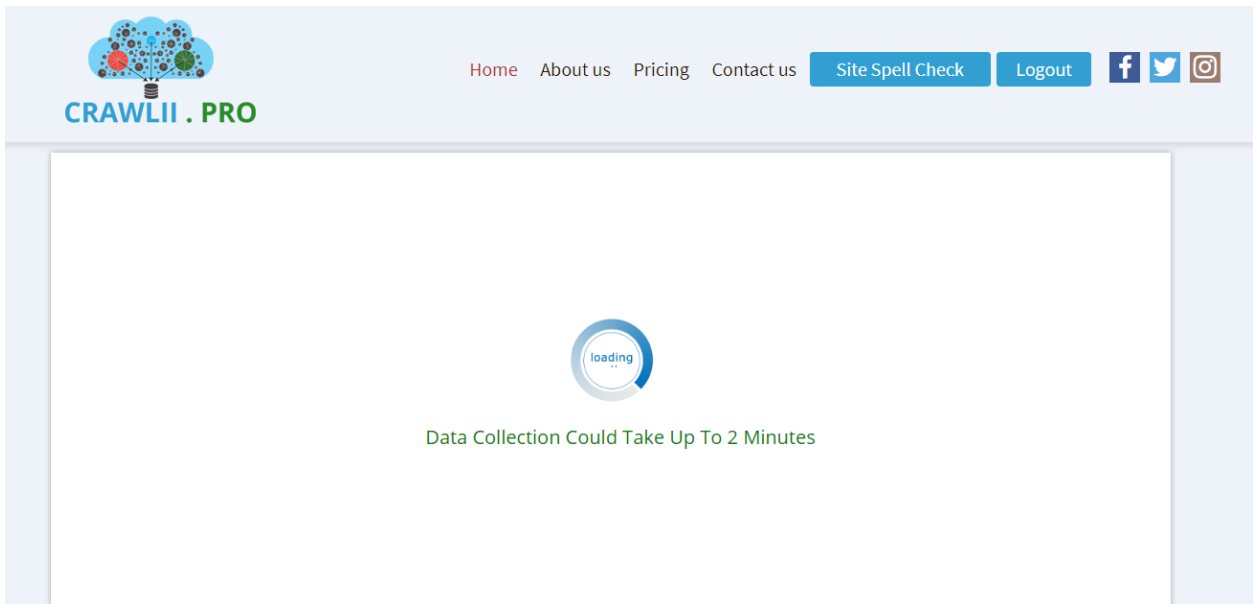 CRAWLII . PRO
Home About us Pricing Contact us Site Spell Check Logout
loading
Data Collection Could Take Up To 2 Minutes